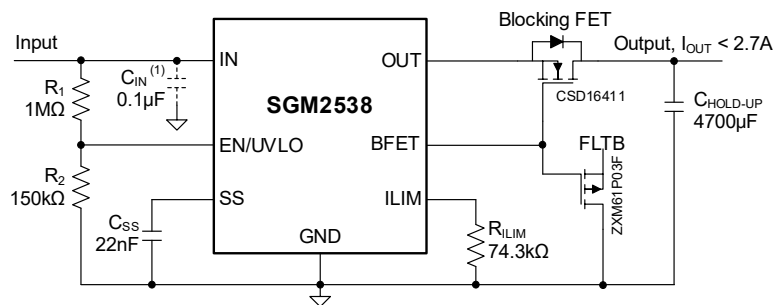 Blocking FET
Input
Output, IOUT < 2.7A
IN
OUT
CIN (1)
0.1µF
R1
1MΩ
SGM2538
CSD16411
CHOLD-UP
4700µF
EN/UVLO
BFET
FLTB
R2
150kΩ
SS
ILIM
ZXM61P03F
CSS
22nF
GND
RILIM
74.3kΩ